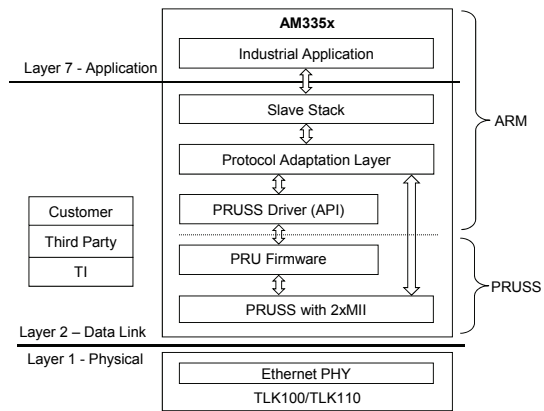 AM335x
Industrial Application
Layer 7 - Application
Slave Stack
ARM
Protocol Adaptation Layer
PRUSS Driver (API)
Customer
Third Party
TI
PRU Firmware
PRUSS
PRUSS with 2xMII
Layer 2 – Data Link
Layer 1 - Physical
Ethernet PHY
TLK100/TLK110